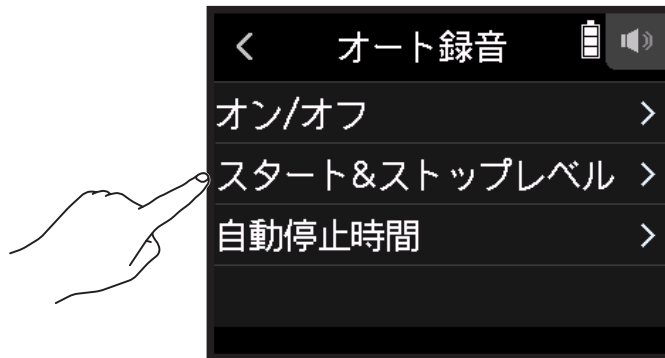 オート録音
オン/オフ
スタート&ストップレベル
自動停止時間